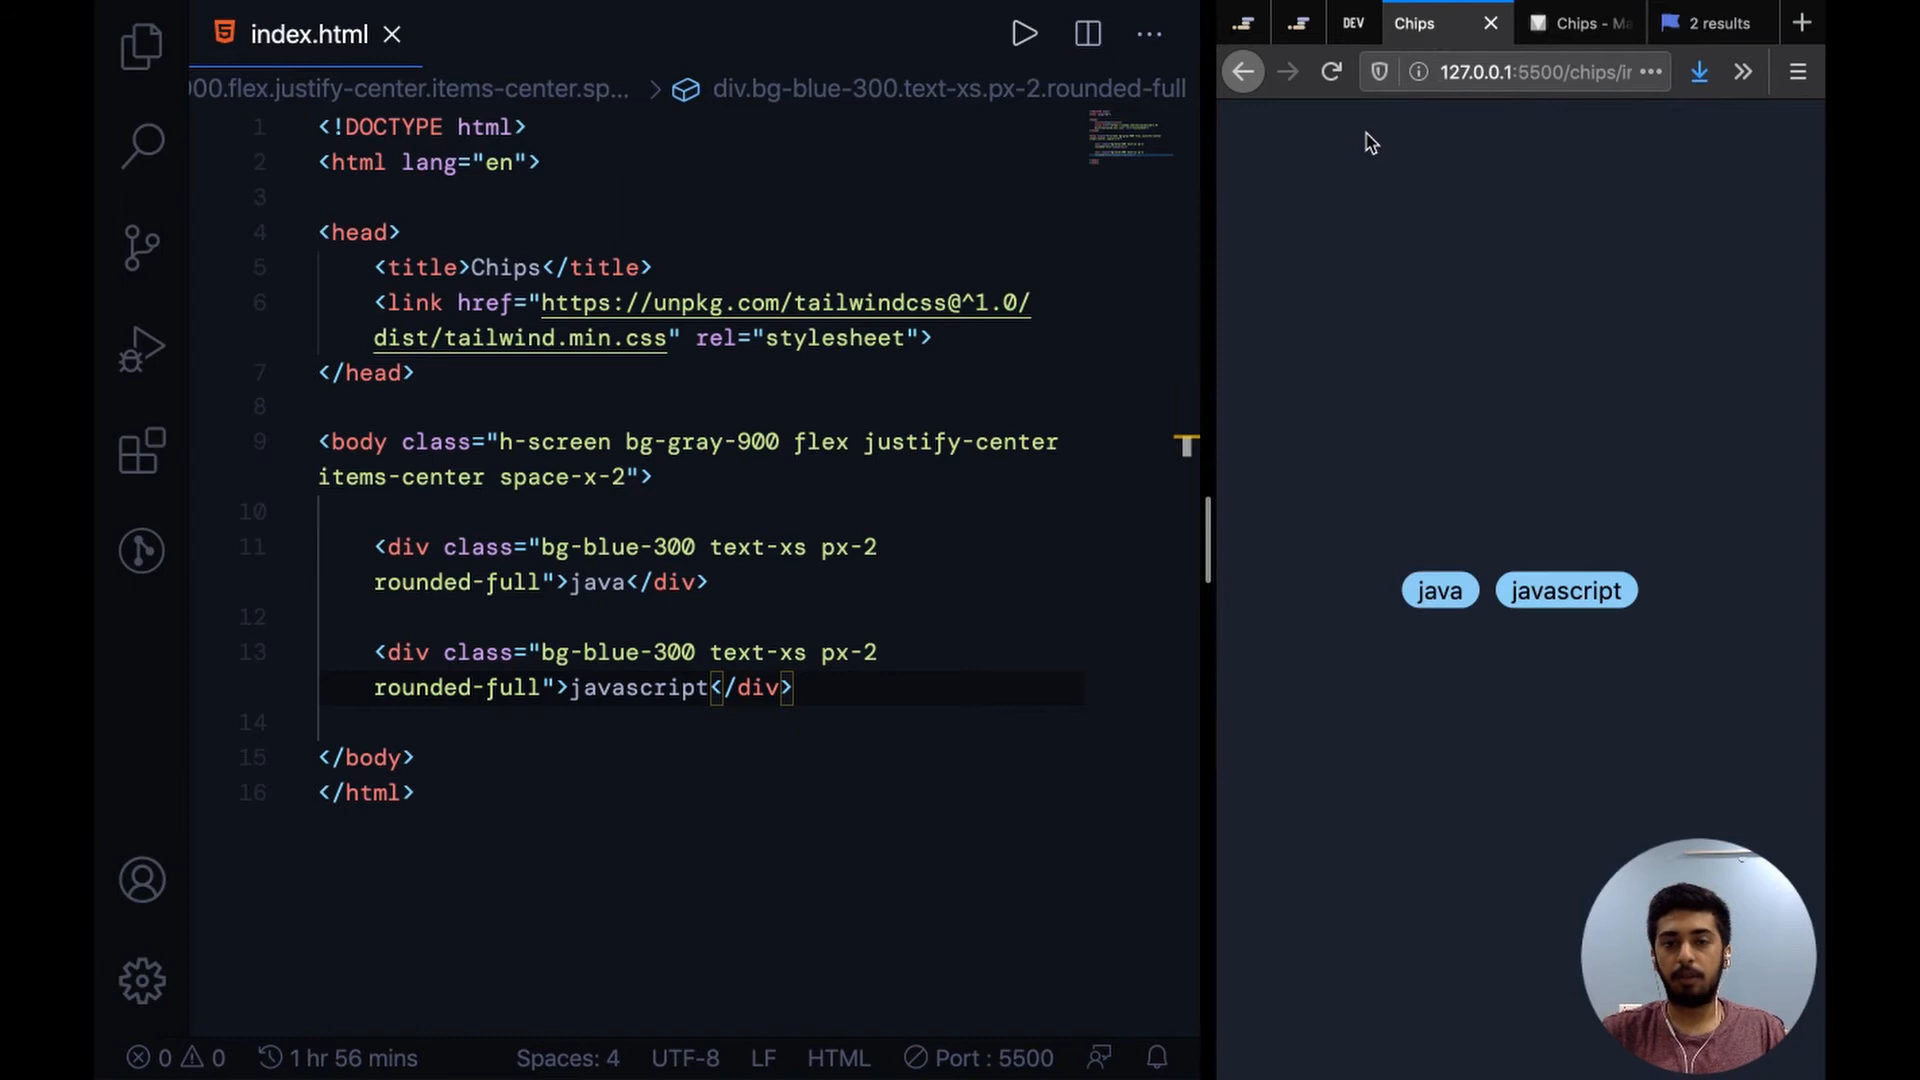 index.html
DEV
Chips
Chips - Ma
2 results
127.0.0.1:5500/chips/ir
00.flex.justify-center.items-center.sp... > div.bg-blue-300.text-xs.px-2.rounded-full
1 <!DOCTYPE html>
2 <html lang="en">
3
4 <head>
5 <title>Chips</title>
6 <link href="https://unpkg.com/tailwindcss@^1.0/
dist/tailwind.min.css" rel="stylesheet">
7 </head>
8
9 <body class="h-screen bg-gray-900 flex justify-center
items-center space-x-2">
10
11 <div class="bg-blue-300 text-xs px-2
rounded-full">java</div>
12
13 <div class="bg-blue-300 text-xs px-2
rounded-full">javascript</div>
14
15 </body>
16 </html>
java
javascript
0 0 1 hr 56 mins Spaces: 4 UTF-8 LF HTML Port : 5500